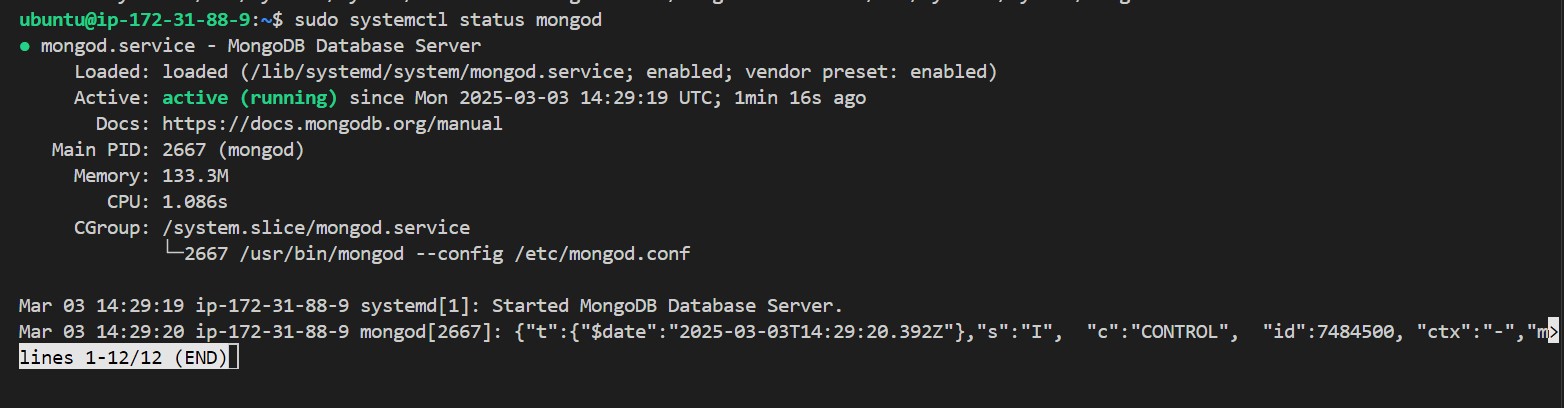 ubuntu@ip-172-31-88-9:~$ sudo systemctl status mongod
● mongod.service - MongoDB Database Server
     Loaded: loaded (/lib/systemd/system/mongod.service; enabled; vendor preset: enabled)
     Active: active (running) since Mon 2025-03-03 14:29:19 UTC; 1min 16s ago
       Docs: https://docs.mongodb.org/manual
   Main PID: 2667 (mongod)
     Memory: 133.3M
        CPU: 1.086s
     CGroup: /system.slice/mongod.service
             └─2667 /usr/bin/mongod --config /etc/mongod.conf

Mar 03 14:29:19 ip-172-31-88-9 systemd[1]: Started MongoDB Database Server.
Mar 03 14:29:20 ip-172-31-88-9 mongod[2667]: {"t":{"$date":"2025-03-03T14:29:20.392Z"},"s":"I",  "c":"CONTROL",  "id":7484500, "ctx":"-","m>
lines 1-12/12 (END)